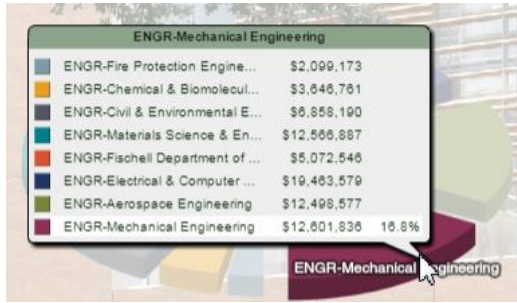 ENGR-Mechanical Engineering
ENGR-Fire Protection Engine... $2,099,173
ENGR-Chemical & Biomolecul... $3,646,761
ENGR-Civil & Environmental E... $6,858,190
ENGR-Materials Science & En... $12,566,887
ENGR-Fischell Department of ... $5,072,546
ENGR-Electrical & Computer ... $19,463,579
ENGR-Aerospace Engineering $12,498,577
ENGR-Mechanical Engineering $12,601,836 16.8%
ENGR-Mechanical Engineering